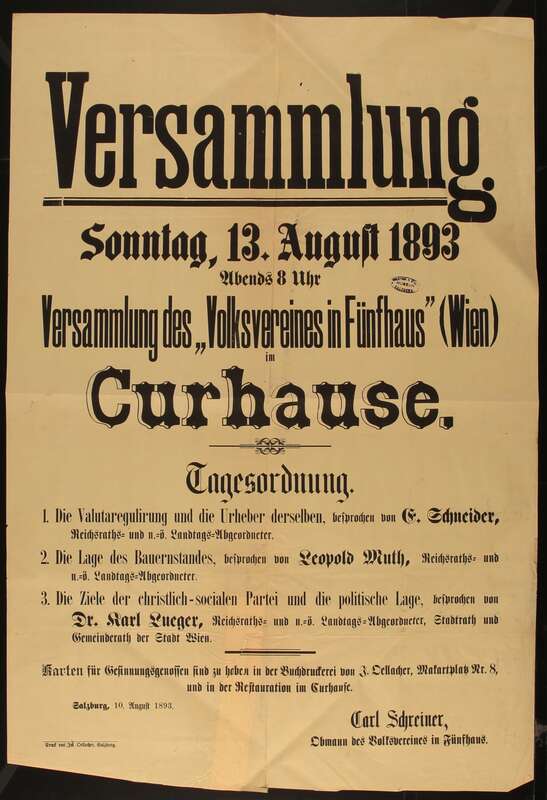 Versammlung
Sonntag, 13. August 1893
Abends 8 Uhr
Versammlung des „Volksvereines in Fünfhaus” (Wien)
im
Curhause.
Tagesordnung.
1. Die Valutaregulirung und die Urheber derselben, besprochen von E. Schneider,
Reichsraths- und n.-ö. Landtags-Abgeordneter.
2. Die Lage des Bauernstandes, besprochen von Leopold Muth, Reichsraths- und
n.-ö. Landtags-Abgeordneter.
3. Die Ziele der christlich-socialen Partei und die politische Lage, besprochen von
Dr. Karl Lueger, Reichsraths- und n.-ö. Landtags-Abgeordneter, Stadtrath und
Gemeinderath der Stadt Wien.
Karten für Gesinnungsgenossen sind zu heben in der Buchdruckerei von J. Oellacher, Makartplatz Nr. 8,
und in der Restauration im Curhause.
Salzburg, 10. August 1893.
Carl Schreiner,
Obmann des Volksvereines in Fünfhaus.
Druck von Jos. Oellacher, Salzburg.